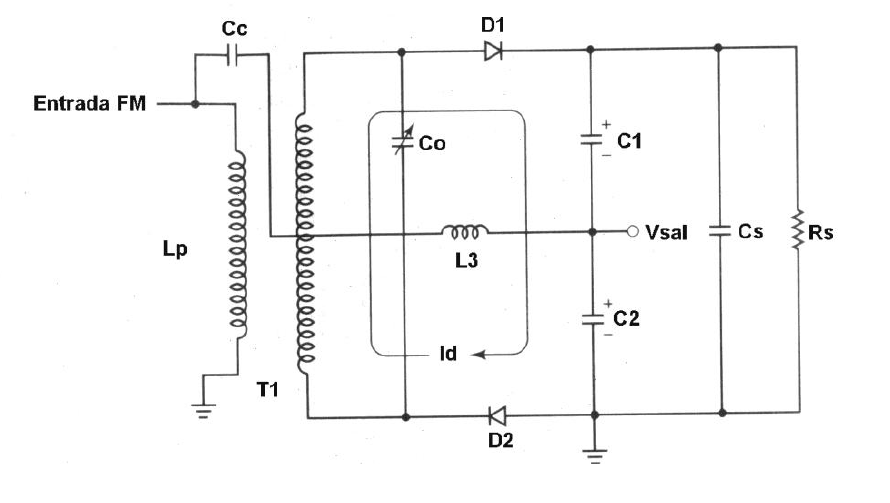 Cc
D1
Entrada FM
Co
+
C1
–
Lp
L3
Vsal
Cs
Rs
+
C2
–
Id
T1
D2